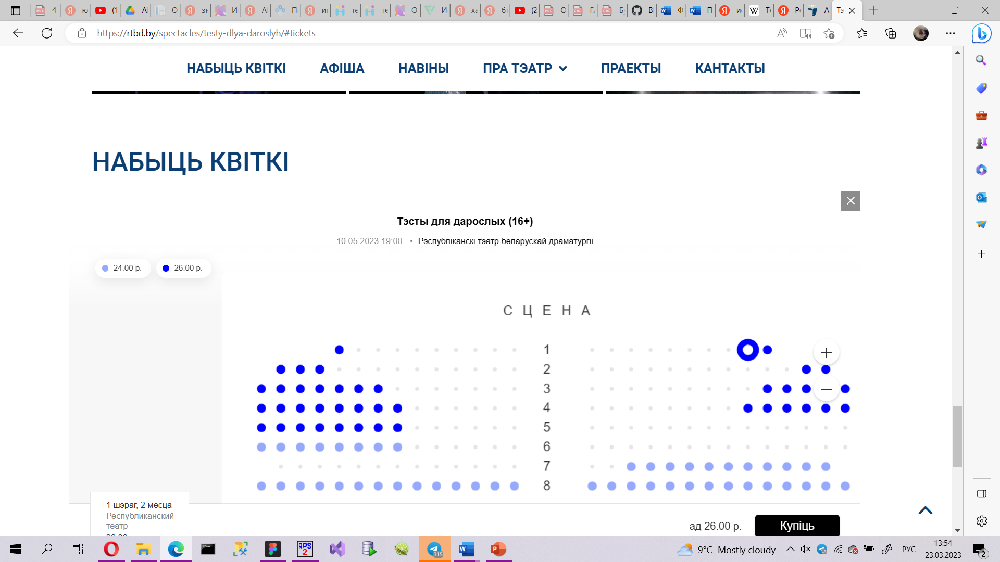 https://rtbd.by/spectacles/testy-dlya-daroslyh/#tickets
НАБЫЦЬ КВІТКІ АФІША НАВІНЫ ПРА ТЭАТР ПРАЕКТЫ КАНТАКТЫ
НАБЫЦЬ КВІТКІ
Тэсты для дарослых (16+)
10.05.2023 19:00 • Рэспубліканскі тэатр беларускай драматургіі
24.00 р. 26.00 р.
СЦЕНА
1
2
3
4
5
6
7
8
1 шэраг, 2 месца
Республиканский
театр
ад 26.00 р. Купіць
9°C Mostly cloudy РУС 13:54
23.03.2023